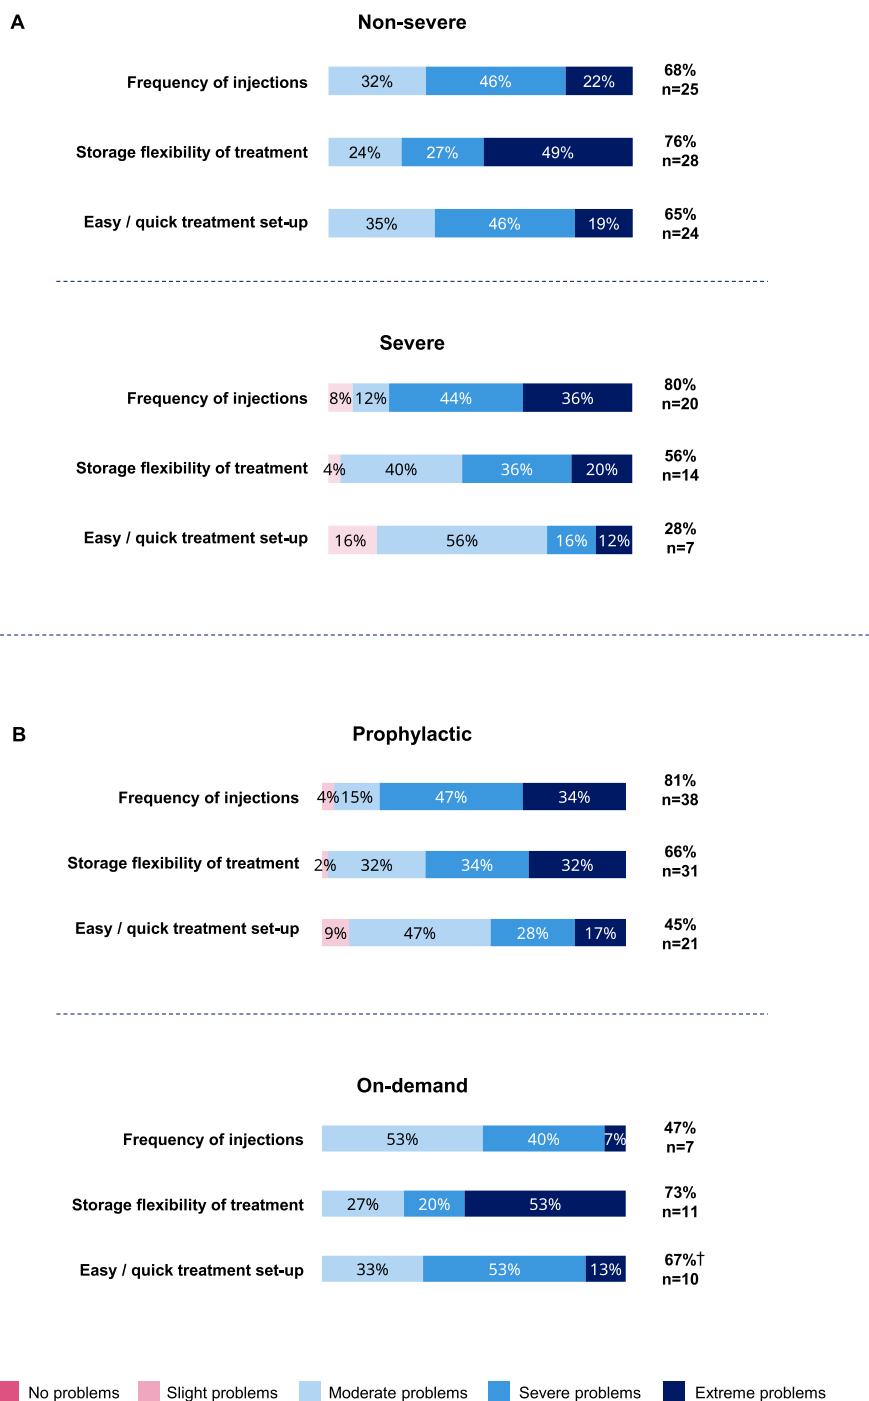 A
Non-severe
Frequency of injections 32% 46% 22% 68%
n=25
Storage flexibility of treatment 24% 27% 49% 76%
n=28
Easy / quick treatment set-up 35% 46% 19% 65%
n=24
Severe
Frequency of injections 8% 12% 44% 36% 80%
n=20
Storage flexibility of treatment 4% 40% 36% 20% 56%
n=14
Easy / quick treatment set-up 16% 56% 16% 12% 28%
n=7
B
Prophylactic
Frequency of injections 4% 15% 47% 34% 81%
n=38
Storage flexibility of treatment 2% 32% 34% 32% 66%
n=31
Easy / quick treatment set-up 9% 47% 28% 17% 45%
n=21
On-demand
Frequency of injections 53% 40% 7% 47%
n=7
Storage flexibility of treatment 27% 20% 53% 73%
n=11
Easy / quick treatment set-up 33% 53% 13% 67%†
n=10
No problems Slight problems Moderate problems Severe problems Extreme problems